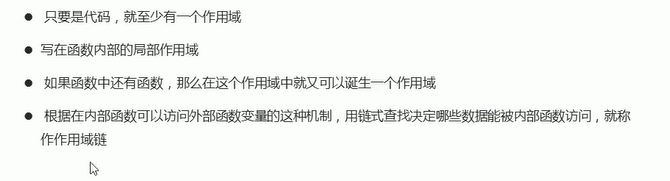 ● 只要是代码，就至少有一个作用域
● 写在函数内部的局部作用域
● 如果函数中还有函数，那么在这个作用域中就又可以诞生一个作用域
● 根据在内部函数可以访问外部函数变量的这种机制，用链式查找决定哪些数据能被内部函数访问，就称
作作用域链